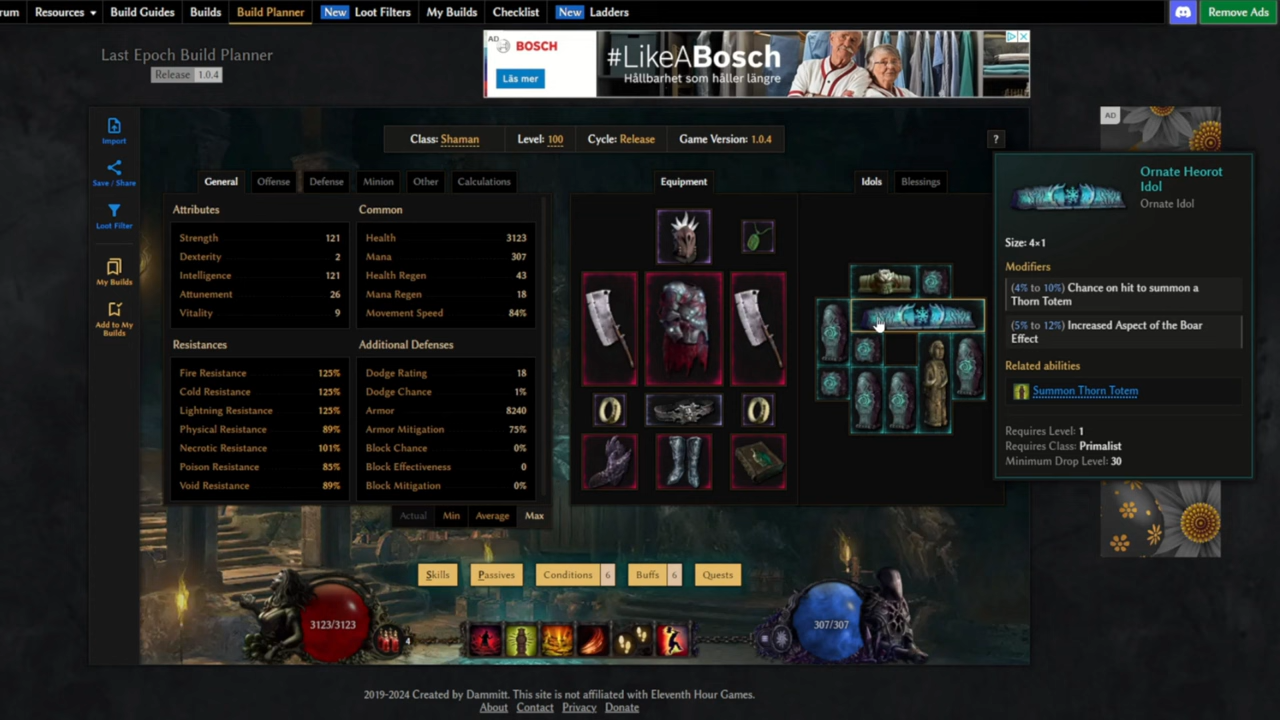 rum
Resources
Build Guides
Builds
Build Planner
New Loot Filters
My Builds
Checklist
New Ladders
Remove Ads
Last Epoch Build Planner
Release 1.0.4
AD
BOSCH
Läs mer
#LikeABosch
Hållbarhet som håller längre
AD
Import
Save / Share
Loot Filter
My Builds
Add to My
Builds
Class: Shaman
Level: 100
Cycle: Release
Game Version: 1.0.4
?
General
Offense
Defense
Minion
Other
Calculations
Attributes
Strength 121
Dexterity 2
Intelligence 121
Attunement 26
Vitality 9
Common
Health 3123
Mana 307
Health Regen 43
Mana Regen 18
Movement Speed 84%
Resistances
Fire Resistance 125%
Cold Resistance 125%
Lightning Resistance 125%
Physical Resistance 89%
Necrotic Resistance 101%
Poison Resistance 85%
Void Resistance 89%
Additional Defenses
Dodge Rating 18
Dodge Chance 1%
Armor 8240
Armor Mitigation 75%
Block Chance 0%
Block Effectiveness 0
Block Mitigation 0%
Actual
Min
Average
Max
Equipment
Idols
Blessings
Ornate Heorot
Idol
Ornate Idol
Size: 4×1
Modifiers
(4% to 10%) Chance on hit to summon a
Thorn Totem
(5% to 12%) Increased Aspect of the Boar
Effect
Related abilities
Summon Thorn Totem
Requires Level: 1
Requires Class: Primalist
Minimum Drop Level: 30
Skills
Passives
Conditions 6
Buffs 6
Quests
3123/3123
4
307/307
2019-2024 Created by Dammitt. This site is not affiliated with Eleventh Hour Games.
About
Contact
Privacy
Donate